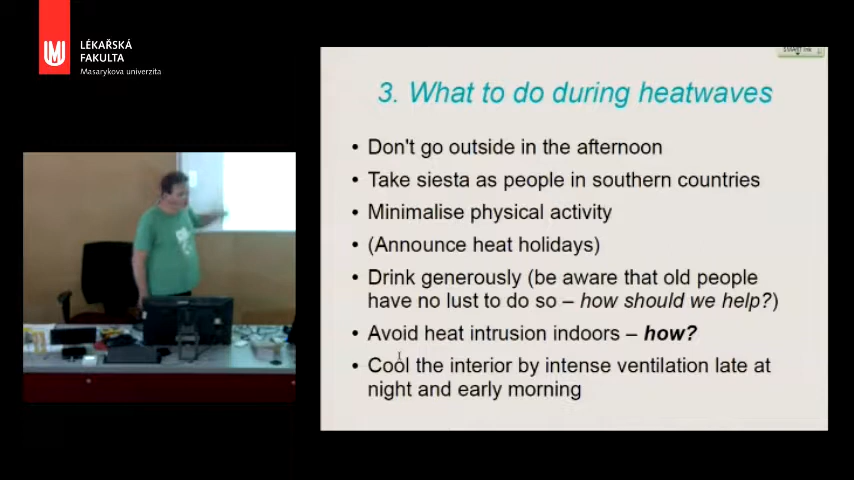 LÉKAŘSKÁ
FAKULTA
Masarykova univerzita
3. What to do during heatwaves
• Don't go outside in the afternoon
• Take siesta as people in southern countries
• Minimalise physical activity
• (Announce heat holidays)
• Drink generously (be aware that old people
have no lust to do so – how should we help?)
• Avoid heat intrusion indoors – how?
• Cool the interior by intense ventilation late at
night and early morning